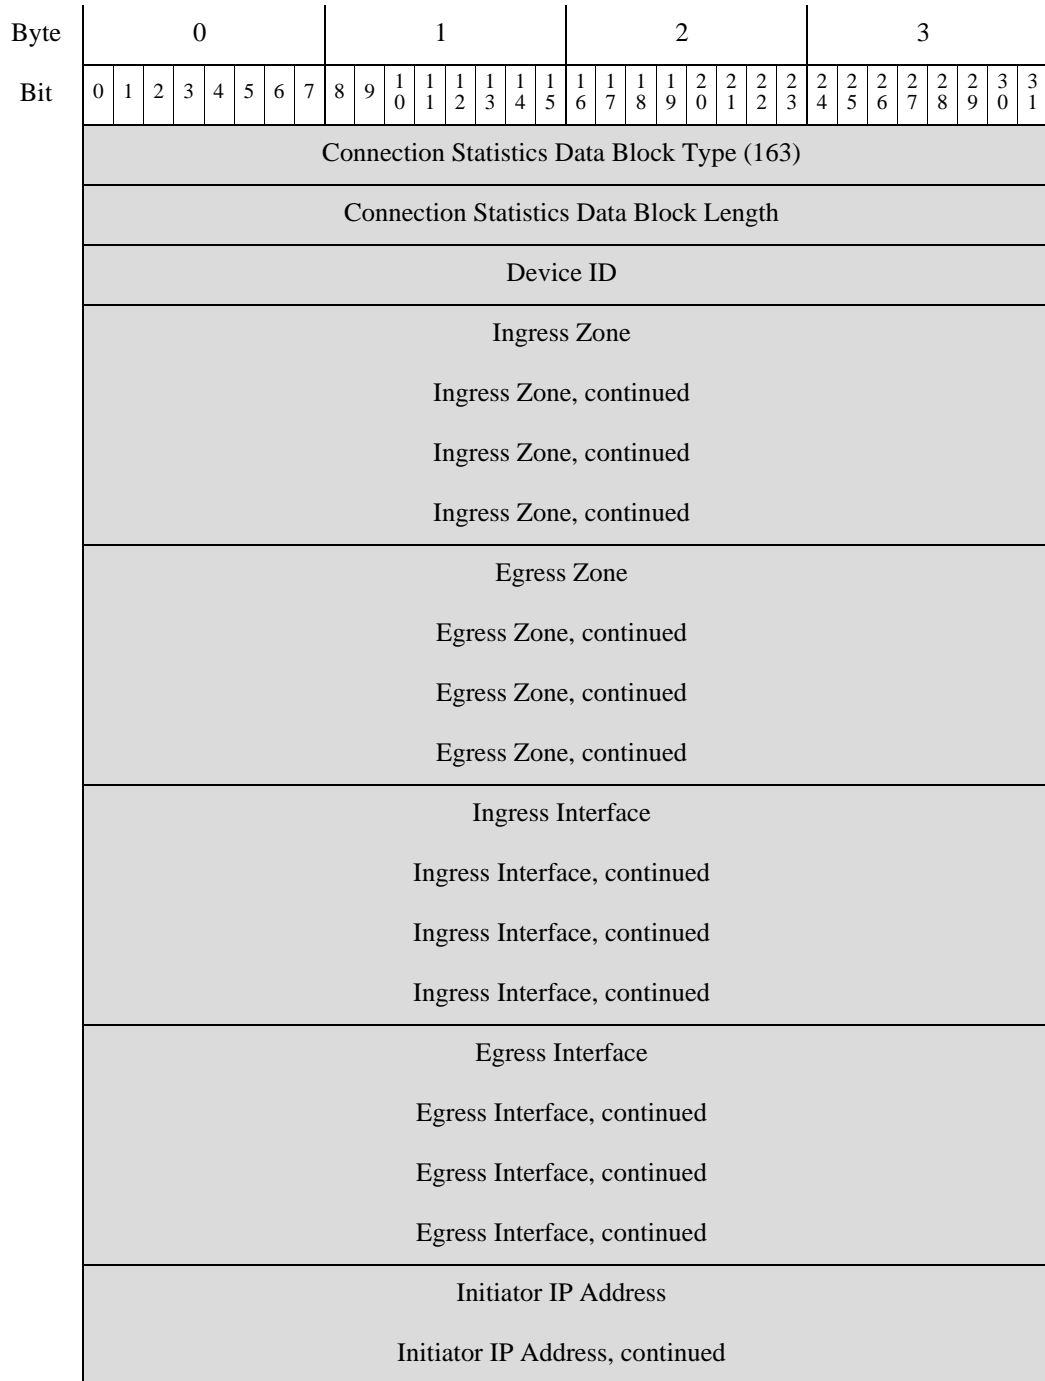 Byte 0 1 2 3
Bit 0 1 2 3 4 5 6 7 8 9 10 11 12 13 14 15 16 17 18 19 20 21 22 23 24 25 26 27 28 29 30 31
Connection Statistics Data Block Type (163)
Connection Statistics Data Block Length
Device ID
Ingress Zone
Ingress Zone, continued
Ingress Zone, continued
Ingress Zone, continued
Egress Zone
Egress Zone, continued
Egress Zone, continued
Egress Zone, continued
Ingress Interface
Ingress Interface, continued
Ingress Interface, continued
Ingress Interface, continued
Egress Interface
Egress Interface, continued
Egress Interface, continued
Egress Interface, continued
Initiator IP Address
Initiator IP Address, continued